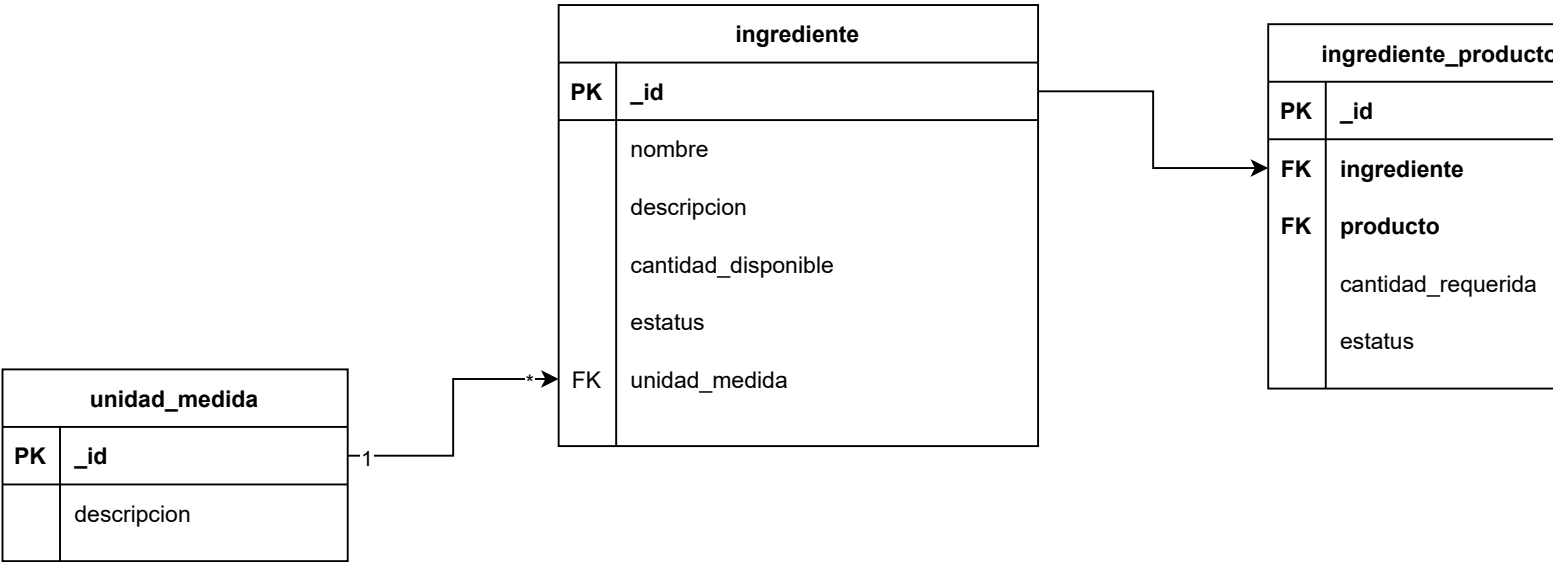 ingrediente
PK _id
nombre
descripcion
cantidad_disponible
estatus
FK unidad_medida
ingrediente_producto
PK _id
FK ingrediente
FK producto
cantidad_requerida
estatus
unidad_medida
PK _id
descripcion
1
*